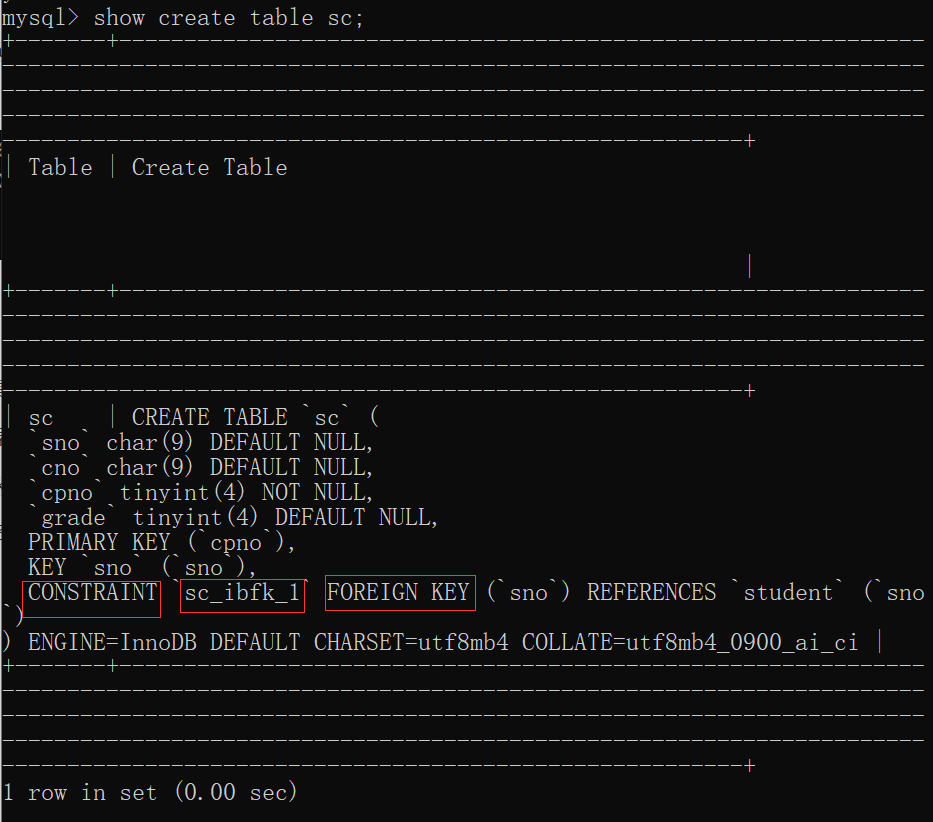 mysql> show create table sc;
+-------+--------------------------------------------------------------
-----------------------------------------------------------------------
-----------------------------------------------------------------------
-----------------------------------------------------------------------
---------------------------------------------------------+
| Table | Create Table
|
+-------+--------------------------------------------------------------
-----------------------------------------------------------------------
-----------------------------------------------------------------------
-----------------------------------------------------------------------
---------------------------------------------------------+
| sc    | CREATE TABLE `sc` (
  `sno` char(9) DEFAULT NULL,
  `cno` char(9) DEFAULT NULL,
  `cpno` tinyint(4) NOT NULL,
  `grade` tinyint(4) DEFAULT NULL,
  PRIMARY KEY (`cpno`),
  KEY `sno` (`sno`),
  CONSTRAINT `sc_ibfk_1` FOREIGN KEY (`sno`) REFERENCES `student` (`sno
`)
) ENGINE=InnoDB DEFAULT CHARSET=utf8mb4 COLLATE=utf8mb4_0900_ai_ci |
+-------+--------------------------------------------------------------
-----------------------------------------------------------------------
-----------------------------------------------------------------------
-----------------------------------------------------------------------
---------------------------------------------------------+
1 row in set (0.00 sec)